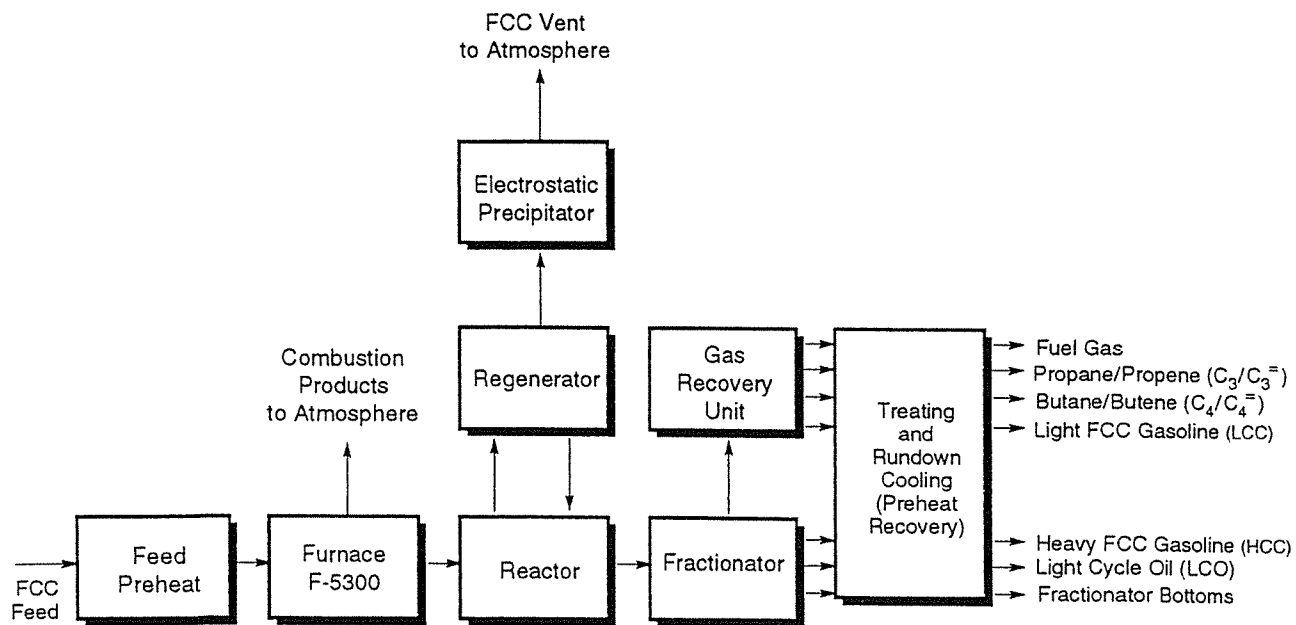 FCC Vent
to Atmosphere
Electrostatic
Precipitator
Combustion
Products
to Atmosphere
Regenerator
Gas
Recovery
Unit
Treating
and
Rundown
Cooling
(Preheat
Recovery)
Fuel Gas
Propane/Propene (C₃/C₃⁼)
Butane/Butene (C₄/C₄⁼)
Light FCC Gasoline (LCC)
FCC
Feed
Feed
Preheat
Furnace
F-5300
Reactor
Fractionator
Heavy FCC Gasoline (HCC)
Light Cycle Oil (LCO)
Fractionator Bottoms